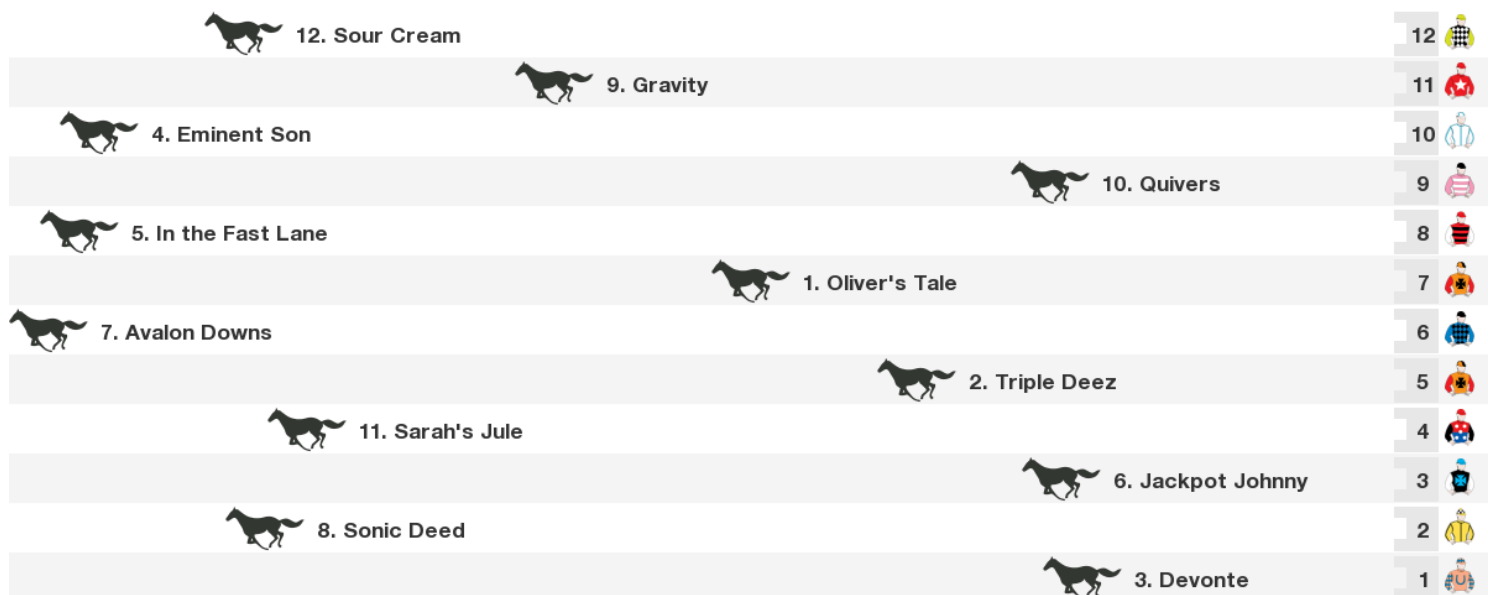 12. Sour Cream 12
9. Gravity 11
4. Eminent Son 10
10. Quivers 9
5. In the Fast Lane 8
1. Oliver's Tale 7
7. Avalon Downs 6
2. Triple Deez 5
11. Sarah's Jule 4
6. Jackpot Johnny 3
8. Sonic Deed 2
3. Devonte 1